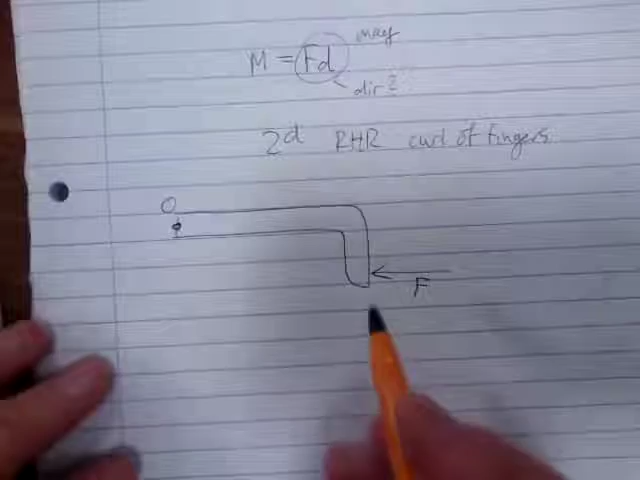 M = Fd mag
dir?
2d RHR curl of fingers
O
F